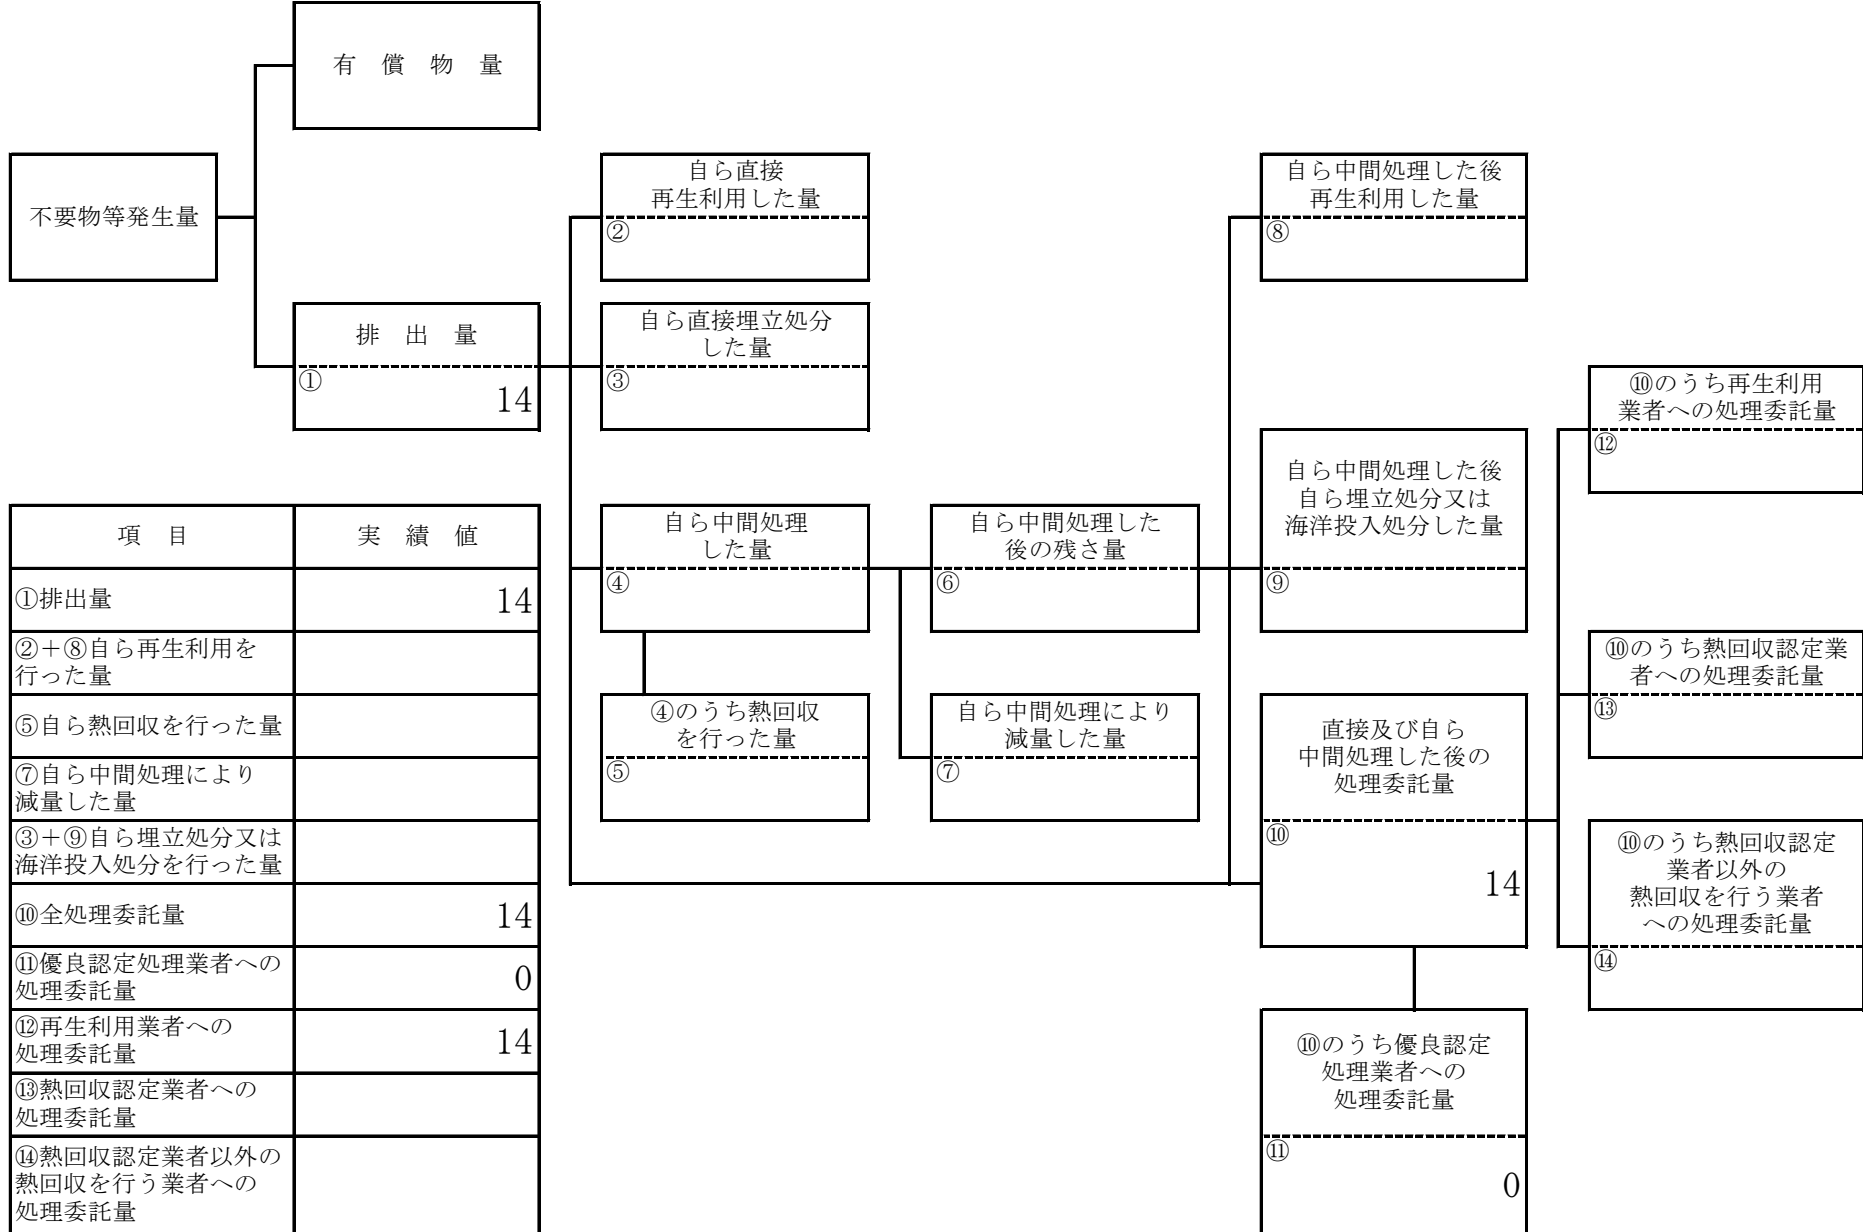 有　償　物　量
不要物等発生量
排　出　量
①
14
自ら直接
再生利用した量
②
自ら直接埋立処分
した量
③
自ら中間処理
した量
④
④のうち熱回収
を行った量
⑤
自ら中間処理した
後の残さ量
⑥
自ら中間処理により
減量した量
⑦
自ら中間処理した後
再生利用した量
⑧
自ら中間処理した後
自ら埋立処分又は
海洋投入処分した量
⑨
直接及び自ら
中間処理した後の
処理委託量
⑩
14
⑩のうち優良認定
処理業者への
処理委託量
⑪
0
⑩のうち再生利用
業者への処理委託量
⑫
⑩のうち熱回収認定業
者への処理委託量
⑬
⑩のうち熱回収認定
業者以外の
熱回収を行う業者
への処理委託量
⑭
項　目　実　績　値
①排出量　14
②＋⑧自ら再生利用を
行った量
⑤自ら熱回収を行った量
⑦自ら中間処理により
減量した量
③＋⑨自ら埋立処分又は
海洋投入処分を行った量
⑩全処理委託量　14
⑪優良認定処理業者への
処理委託量　0
⑫再生利用業者への
処理委託量　14
⑬熱回収認定業者への
処理委託量
⑭熱回収認定業者以外の
熱回収を行う業者への
処理委託量